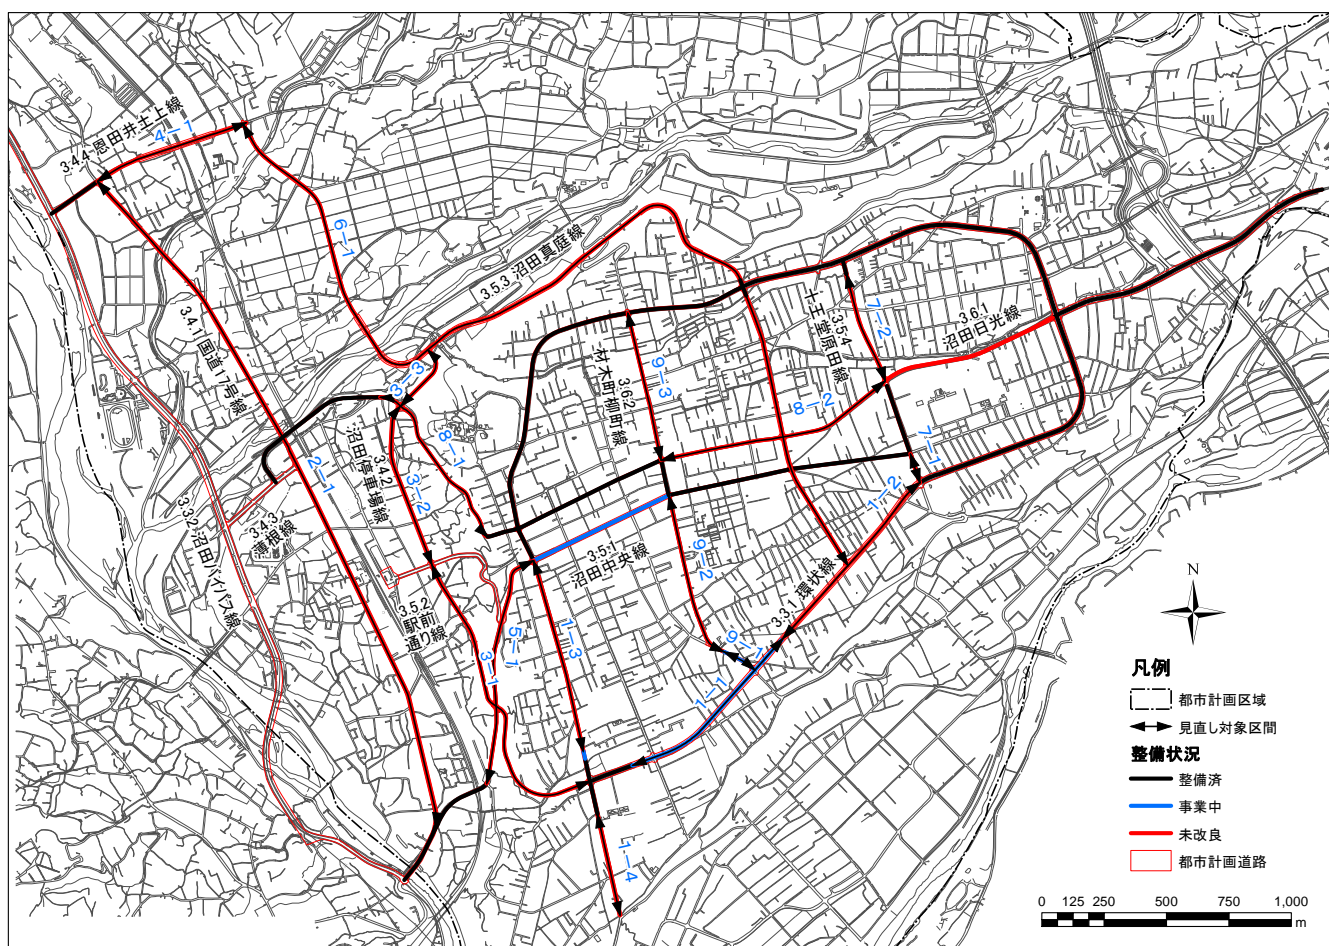 3.4.4 恩田井土上線
4―1
6―1
3.5.3 沼田真庭線
3.4.1 国道17号線
2―1
3―3
8―1
3.4.2
沼田停車場線
3―2
3.4.3
薄根線
3.3.2 沼田バイパス線
3.5.2
駅前
通り線
3―1
5―1
1―3
3.5.1
沼田中央線
3.6.2
材木町柳町線
9―3
9―2
9―1
1―1
1―4
3.3.1 環状線
1―2
7―1
8―2
3.5.4
十王堂原田線
7―2
3.6.1
沼田日光線
N
凡例
都市計画区域
見直し対象区間
整備状況
整備済
事業中
未改良
都市計画道路
0 125 250 500 750 1,000
m